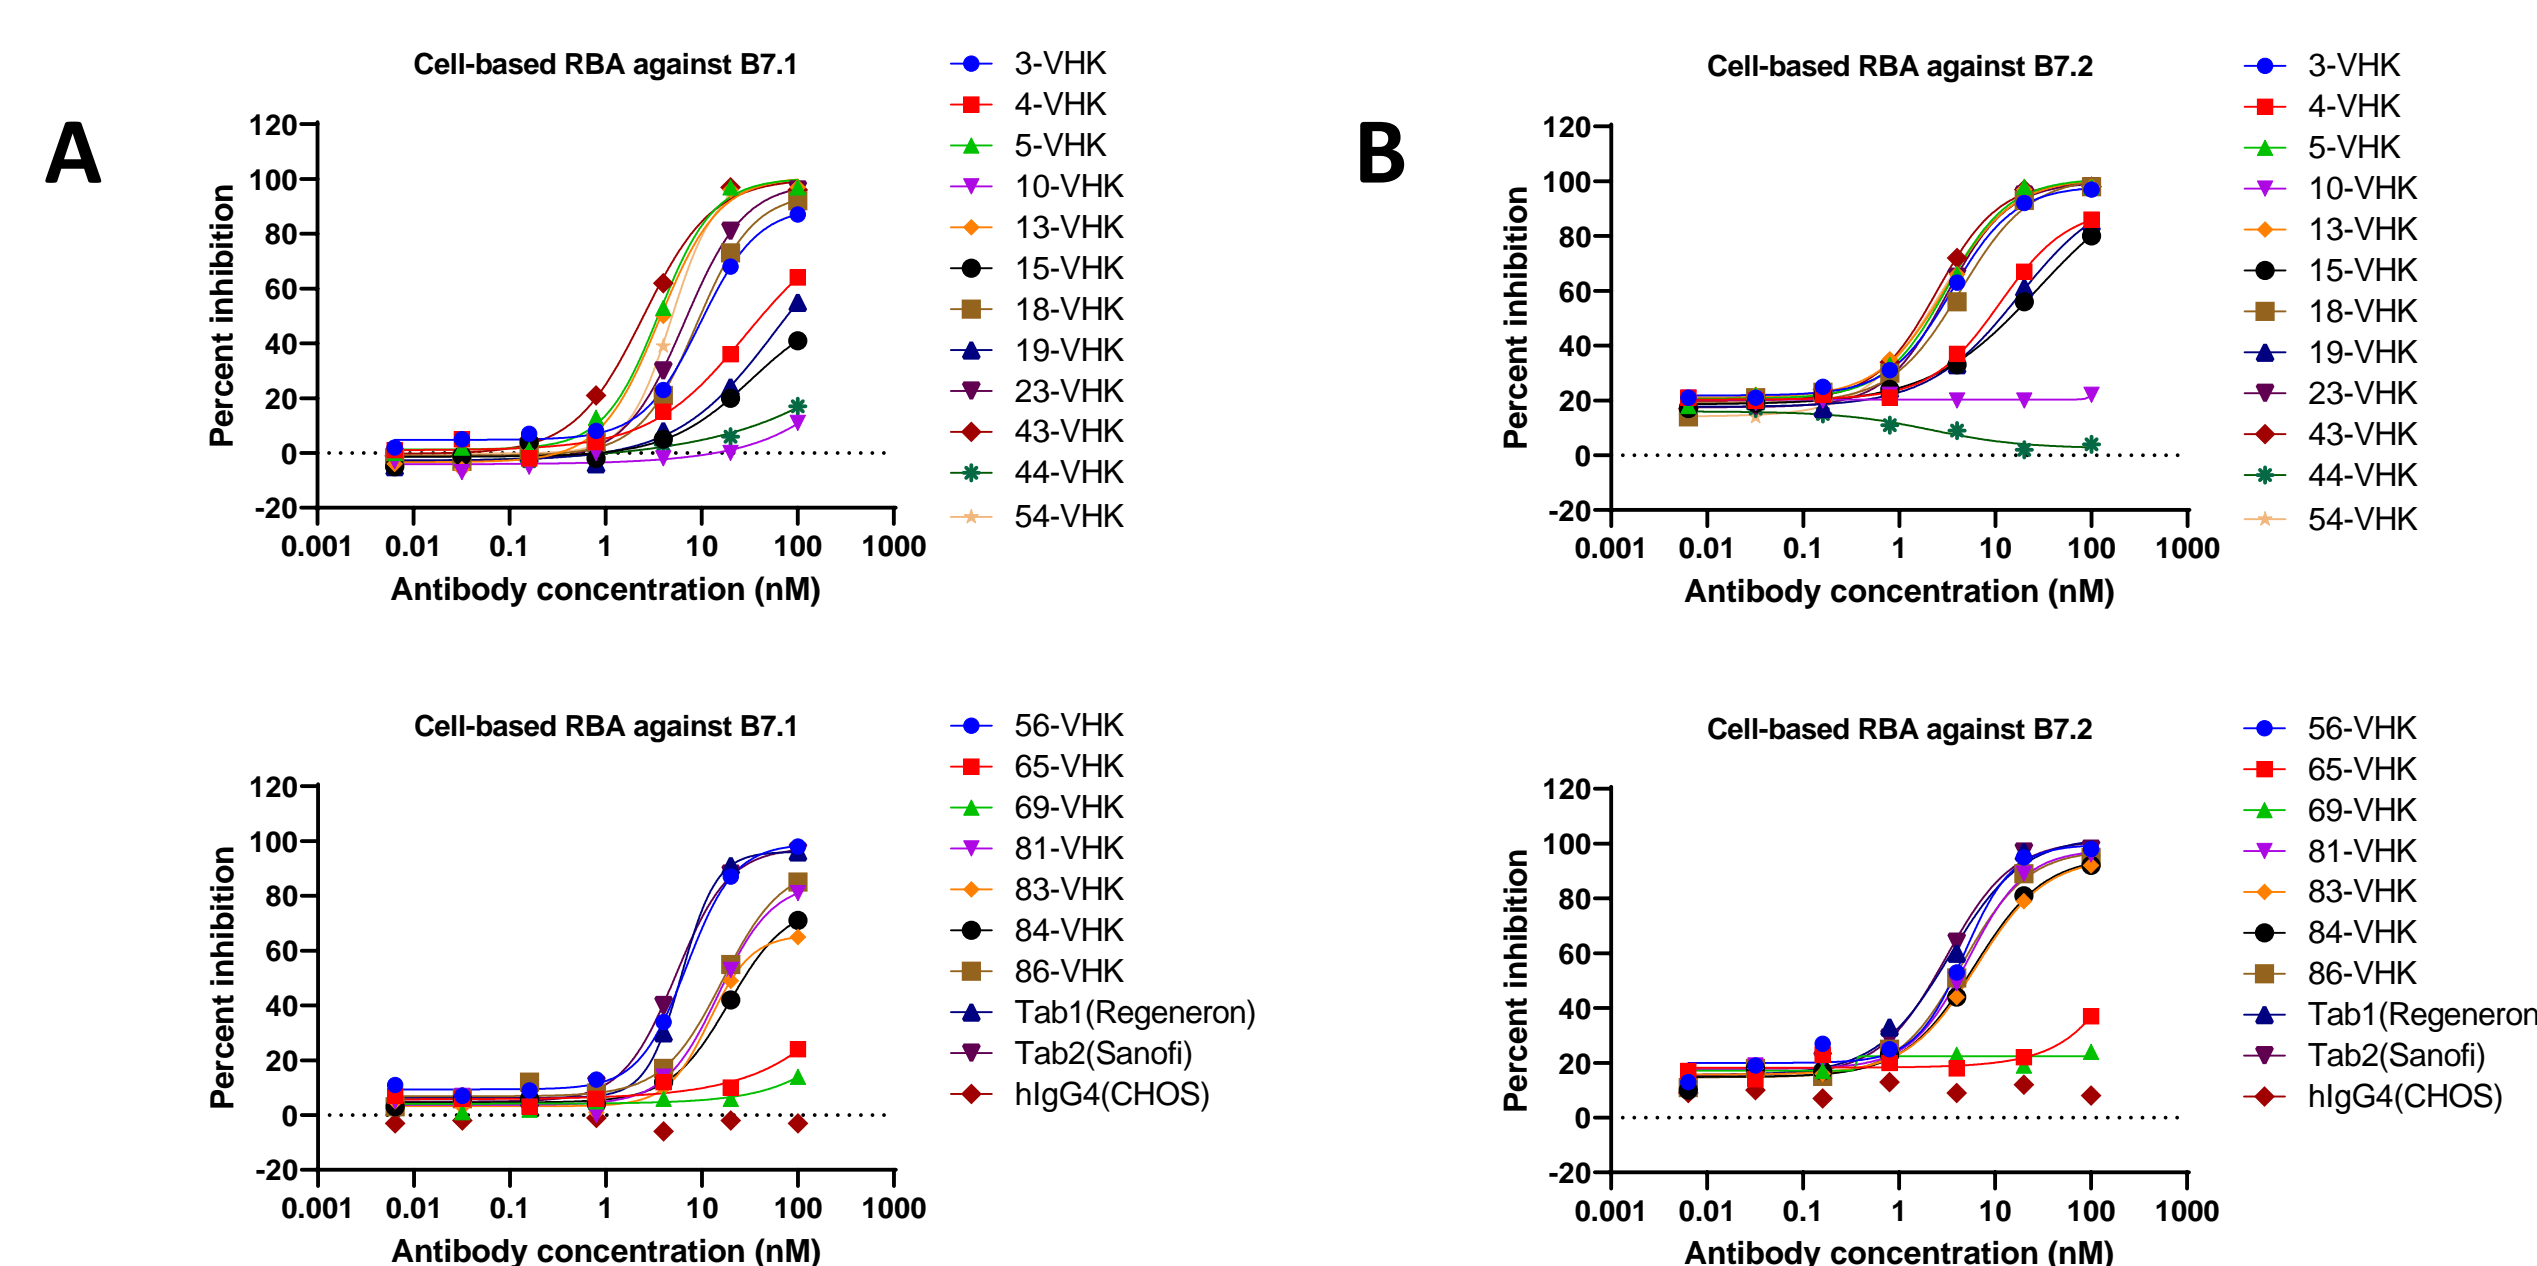 A
Cell-based RBA against B7.1
Percent inhibition
120
100
80
60
40
20
0
-20
0.001 0.01 0.1 1 10 100 1000
Antibody concentration (nM)
3-VHK
4-VHK
5-VHK
10-VHK
13-VHK
15-VHK
18-VHK
19-VHK
23-VHK
43-VHK
44-VHK
54-VHK
B
Cell-based RBA against B7.2
Percent inhibition
120
100
80
60
40
20
0
-20
0.001 0.01 0.1 1 10 100 1000
Antibody concentration (nM)
3-VHK
4-VHK
5-VHK
10-VHK
13-VHK
15-VHK
18-VHK
19-VHK
23-VHK
43-VHK
44-VHK
54-VHK
Cell-based RBA against B7.1
Percent inhibition
120
100
80
60
40
20
0
-20
0.001 0.01 0.1 1 10 100 1000
Antibody concentration (nM)
56-VHK
65-VHK
69-VHK
81-VHK
83-VHK
84-VHK
86-VHK
Tab1(Regeneron)
Tab2(Sanofi)
hIgG4(CHOS)
Cell-based RBA against B7.2
Percent inhibition
120
100
80
60
40
20
0
-20
0.001 0.01 0.1 1 10 100 1000
Antibody concentration (nM)
56-VHK
65-VHK
69-VHK
81-VHK
83-VHK
84-VHK
86-VHK
Tab1(Regeneron
Tab2(Sanofi)
hIgG4(CHOS)